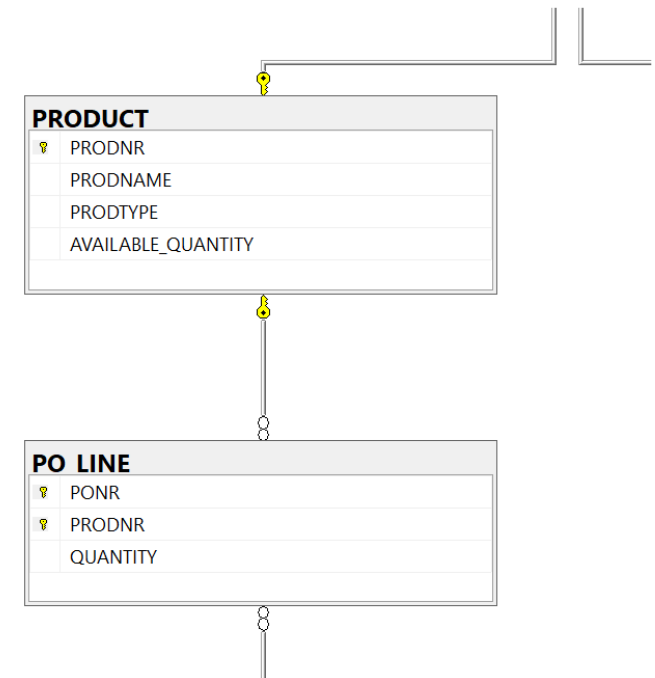 PRODUCT
PRODNR
PRODNAME
PRODTYPE
AVAILABLE_QUANTITY
PO_LINE
PONR
PRODNR
QUANTITY